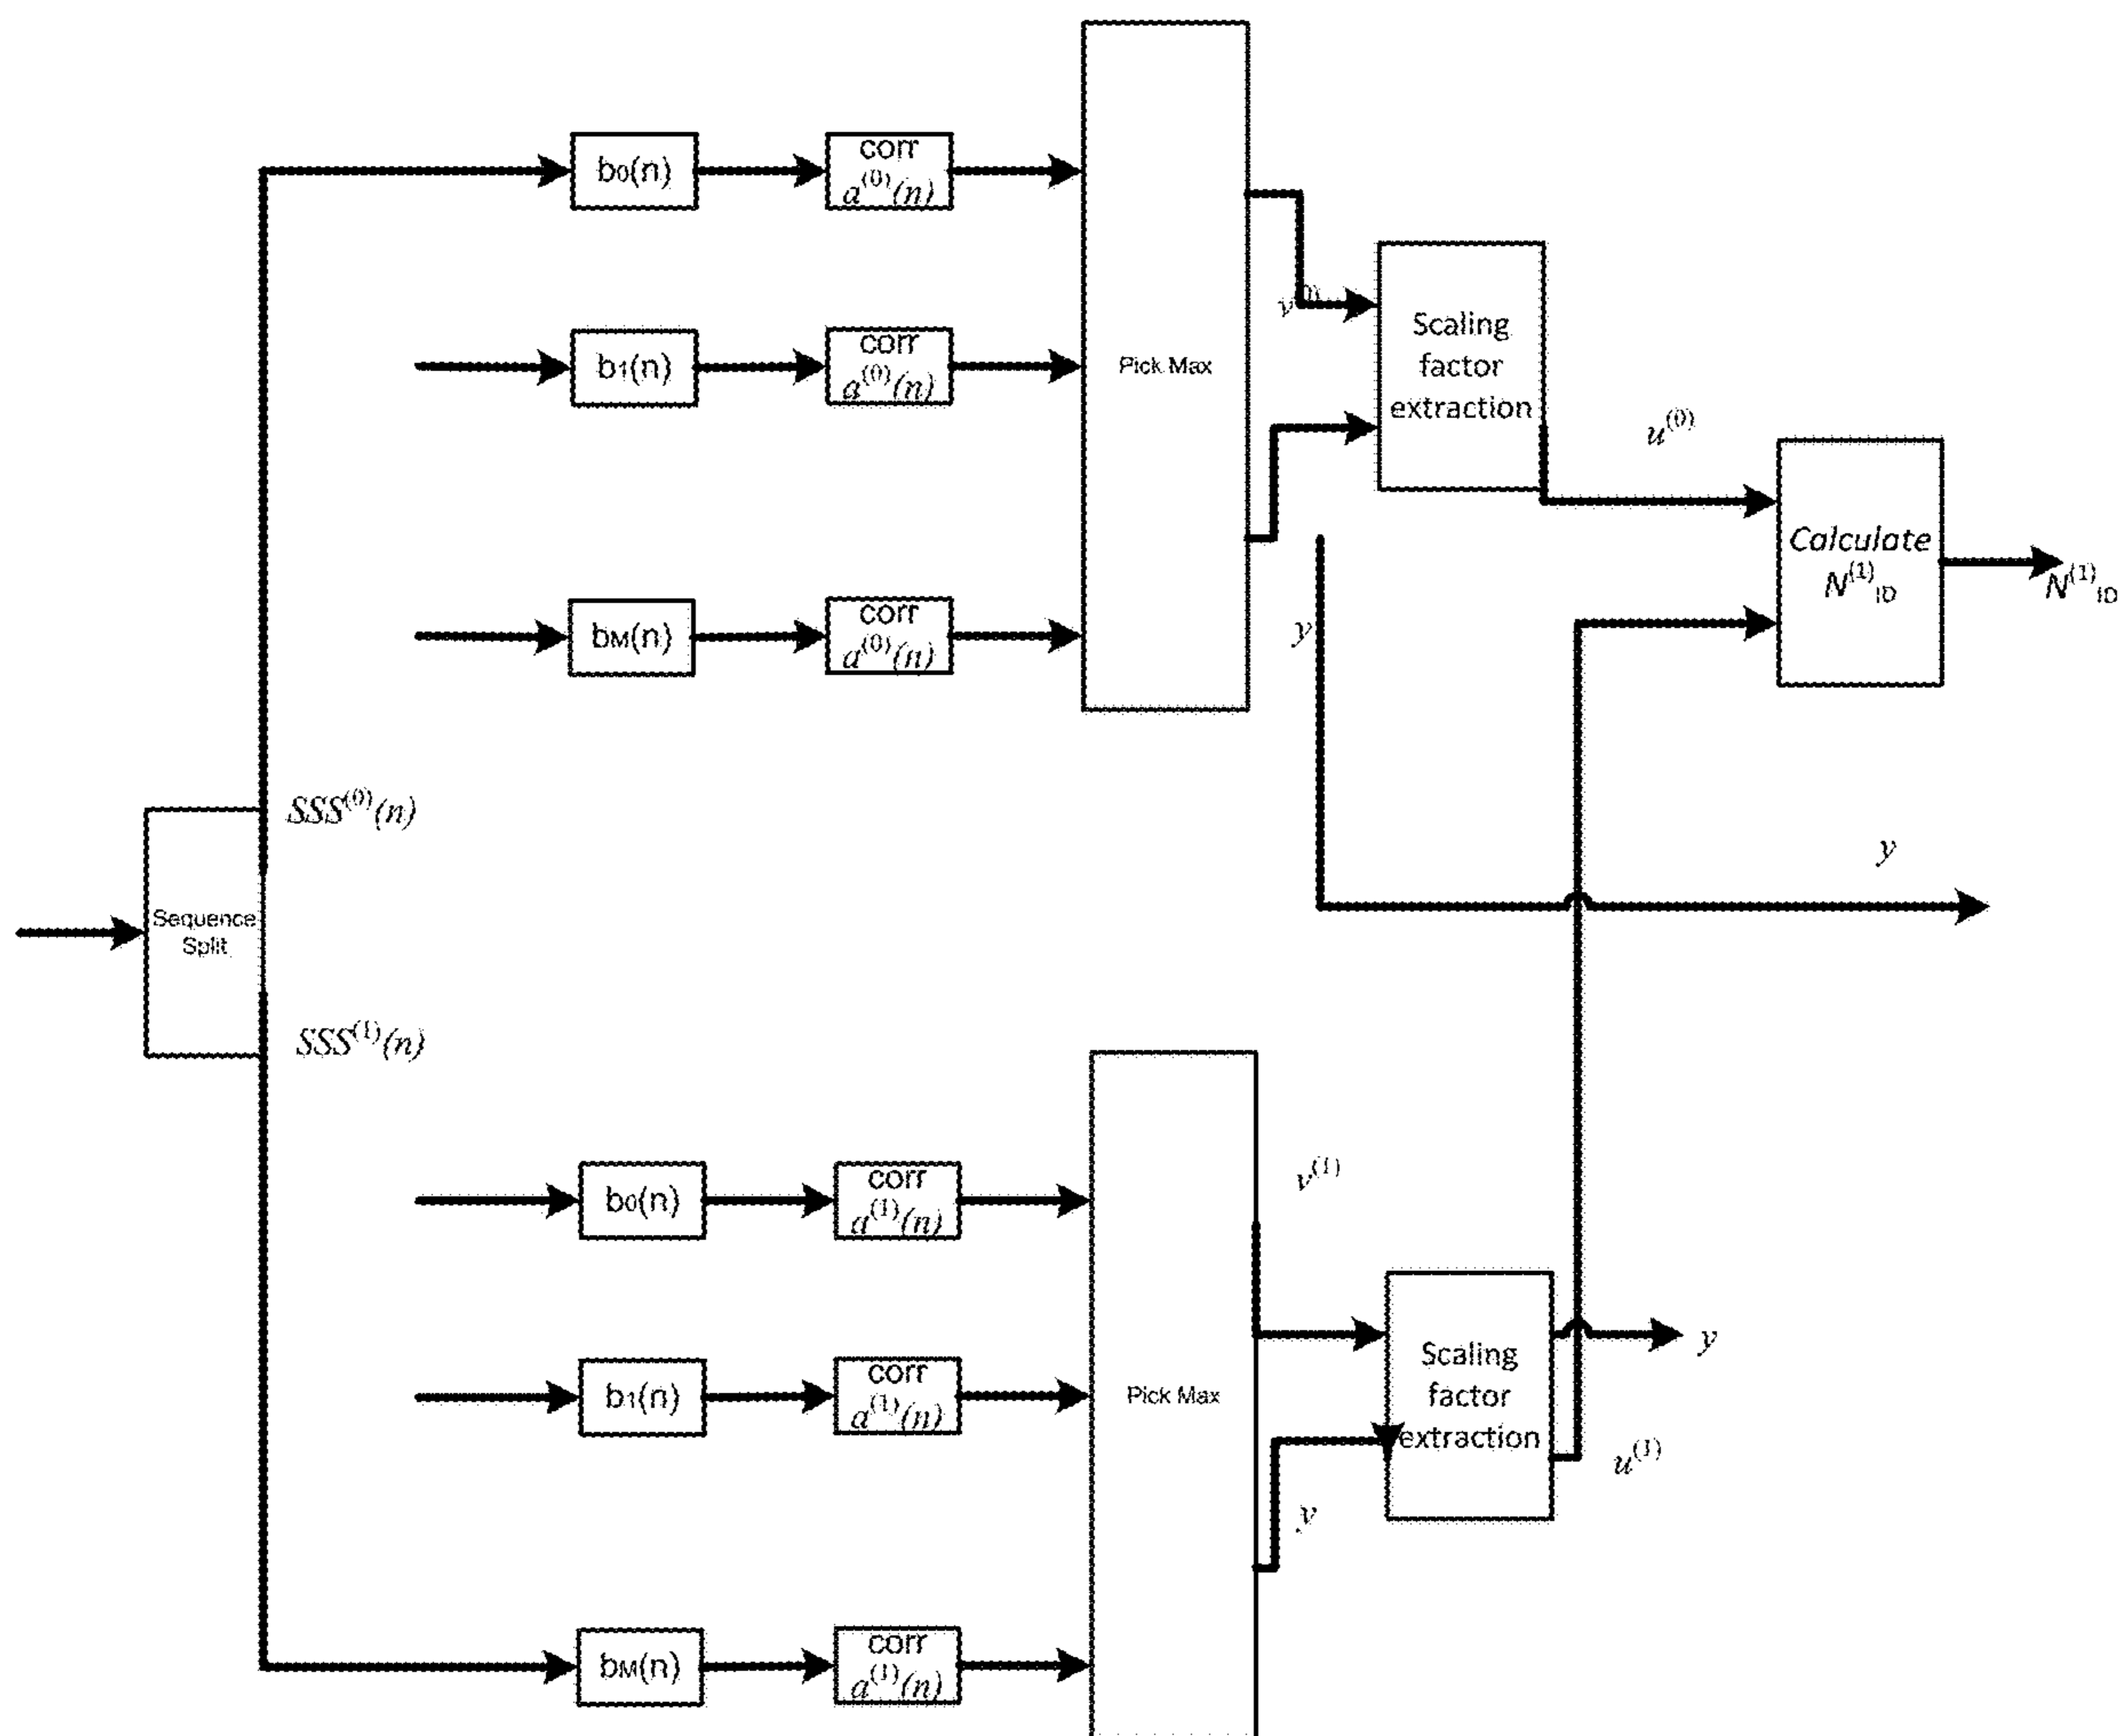 b₀(n)
corr
a⁽⁰⁾(n)
b₁(n)
corr
a⁽⁰⁾(n)
bM(n)
corr
a⁽⁰⁾(n)
Pick Max
v⁽⁰⁾
y
Scaling
factor
extraction
u⁽⁰⁾
Calculate
N⁽¹⁾ID
N⁽¹⁾ID
y
SSS⁽⁰⁾(n)
Sequence
Split
SSS⁽¹⁾(n)
b₀(n)
corr
a⁽¹⁾(n)
b₁(n)
corr
a⁽¹⁾(n)
bM(n)
corr
a⁽¹⁾(n)
Pick Max
v⁽¹⁾
y
Scaling
factor
extraction
y
u⁽¹⁾